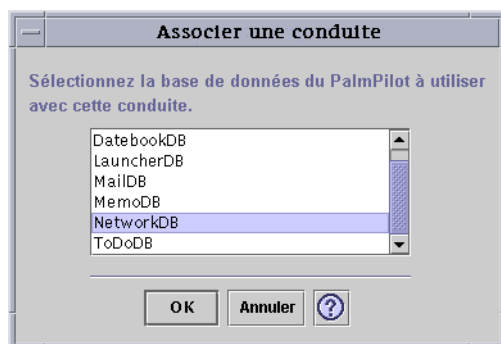 Associer une conduite
Sélectionnez la base de données du PalmPilot à utiliser
avec cette conduite.
DatebookDB
LauncherDB
MailDB
MemoDB
NetworkDB
ToDoDB
OK
Annuler
?